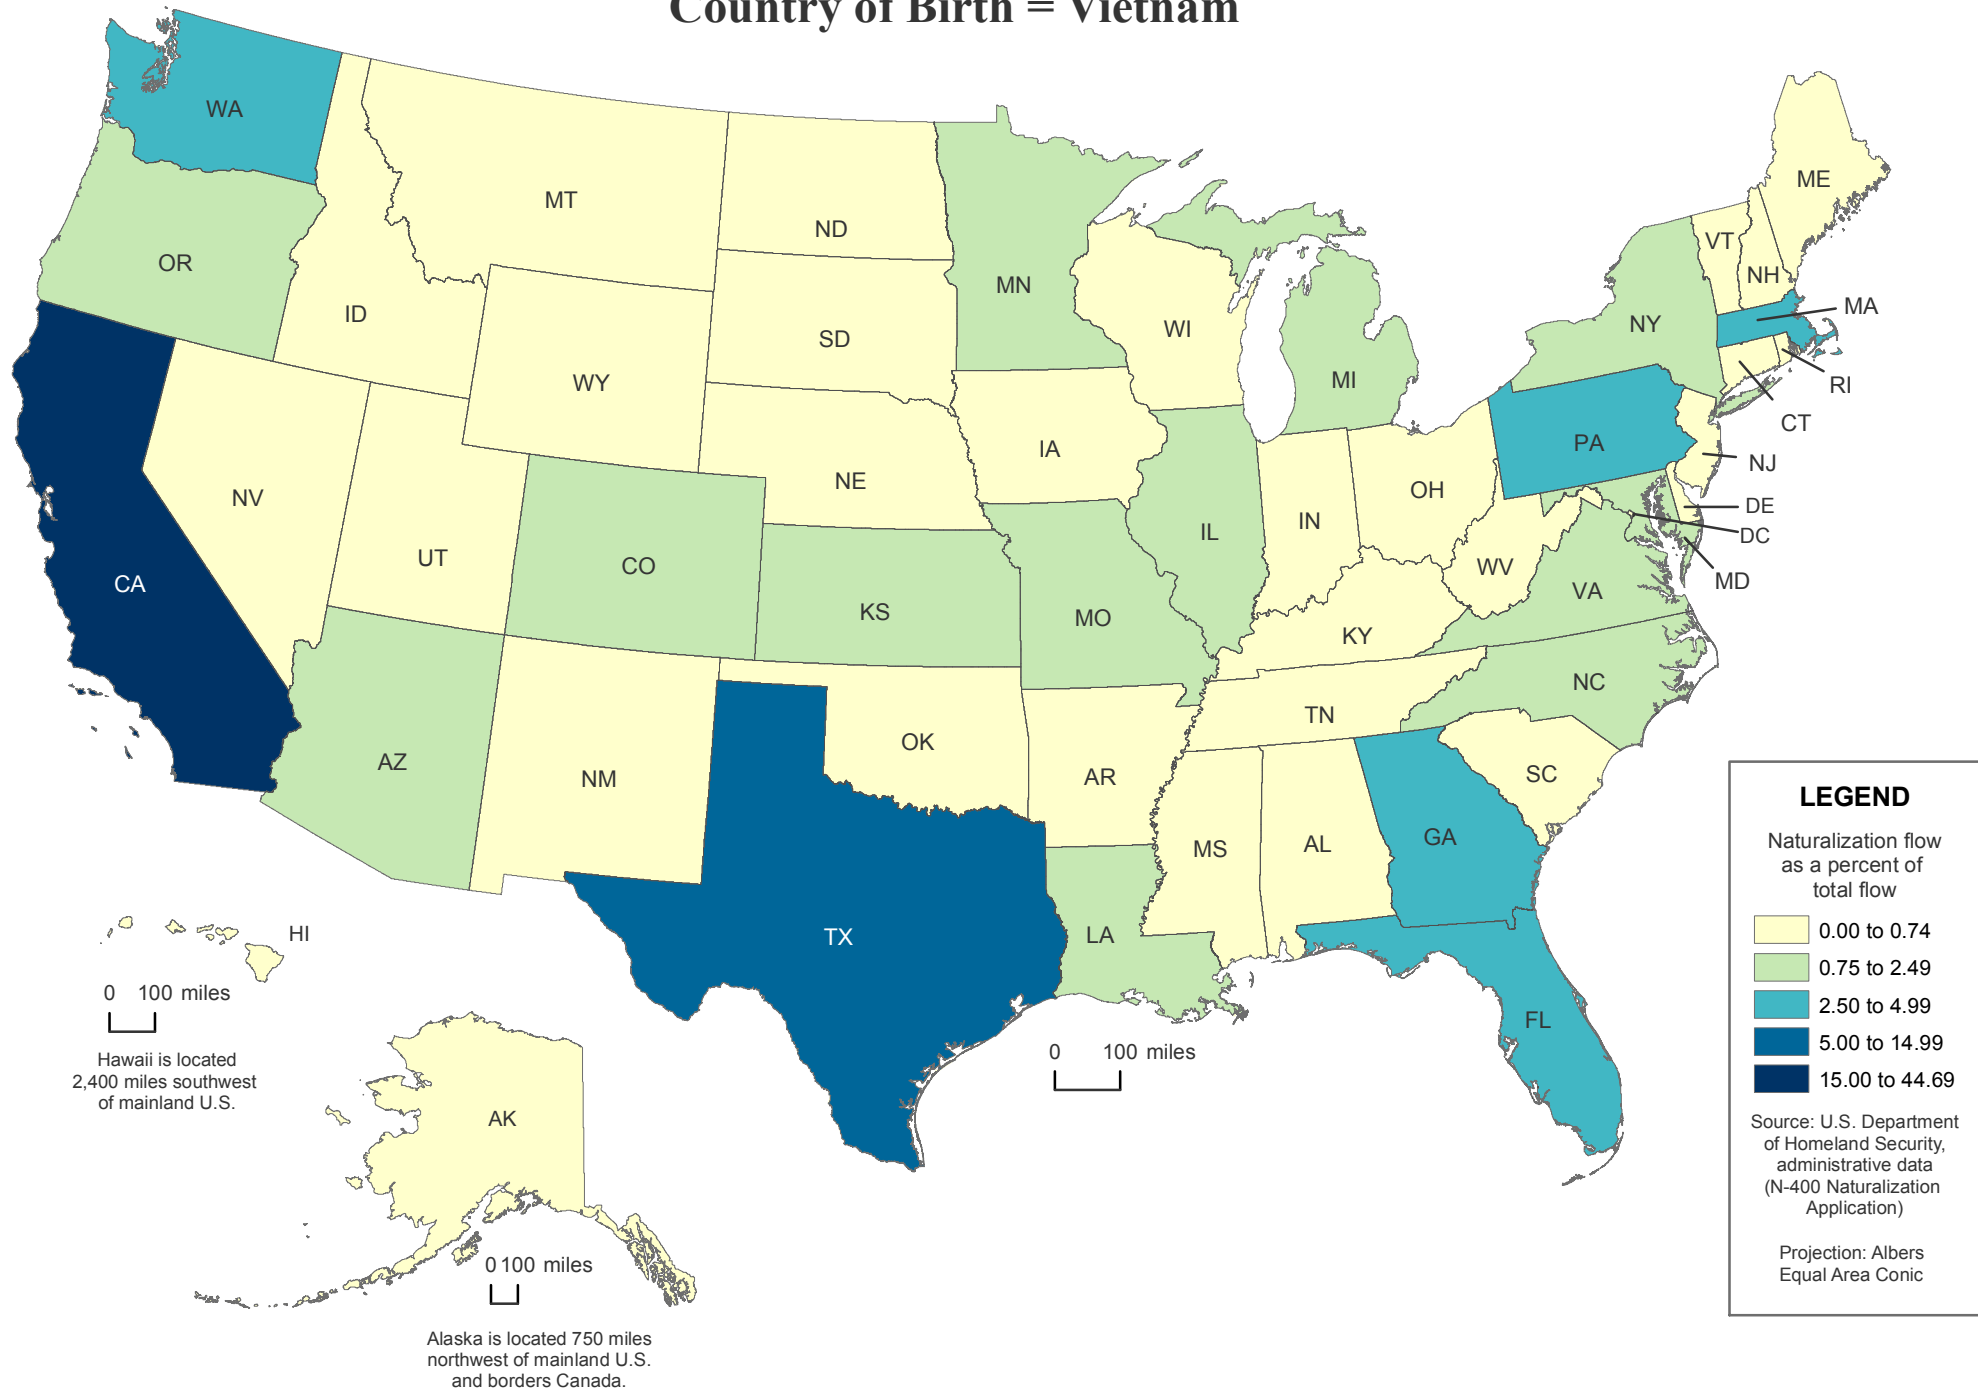 Country of Birth = Vietnam
WA
MT
ND
ME
OR
ID
MN
VT
NH
MA
WI
NY
SD
WY
MI
RI
CT
PA
NJ
IA
NE
NV
OH
DE
IN
IL
DC
UT
CO
WV
MD
CA
KS
VA
MO
KY
NC
TN
OK
AZ
NM
AR
SC
GA
AL
MS
TX
LA
FL
HI
0 100 miles
Hawaii is located
2,400 miles southwest
of mainland U.S.
AK
0 100 miles
Alaska is located 750 miles
northwest of mainland U.S.
and borders Canada.
0 100 miles
LEGEND
Naturalization flow
as a percent of
total flow
0.00 to 0.74
0.75 to 2.49
2.50 to 4.99
5.00 to 14.99
15.00 to 44.69
Source: U.S. Department
of Homeland Security,
administrative data
(N-400 Naturalization
Application)
Projection: Albers
Equal Area Conic